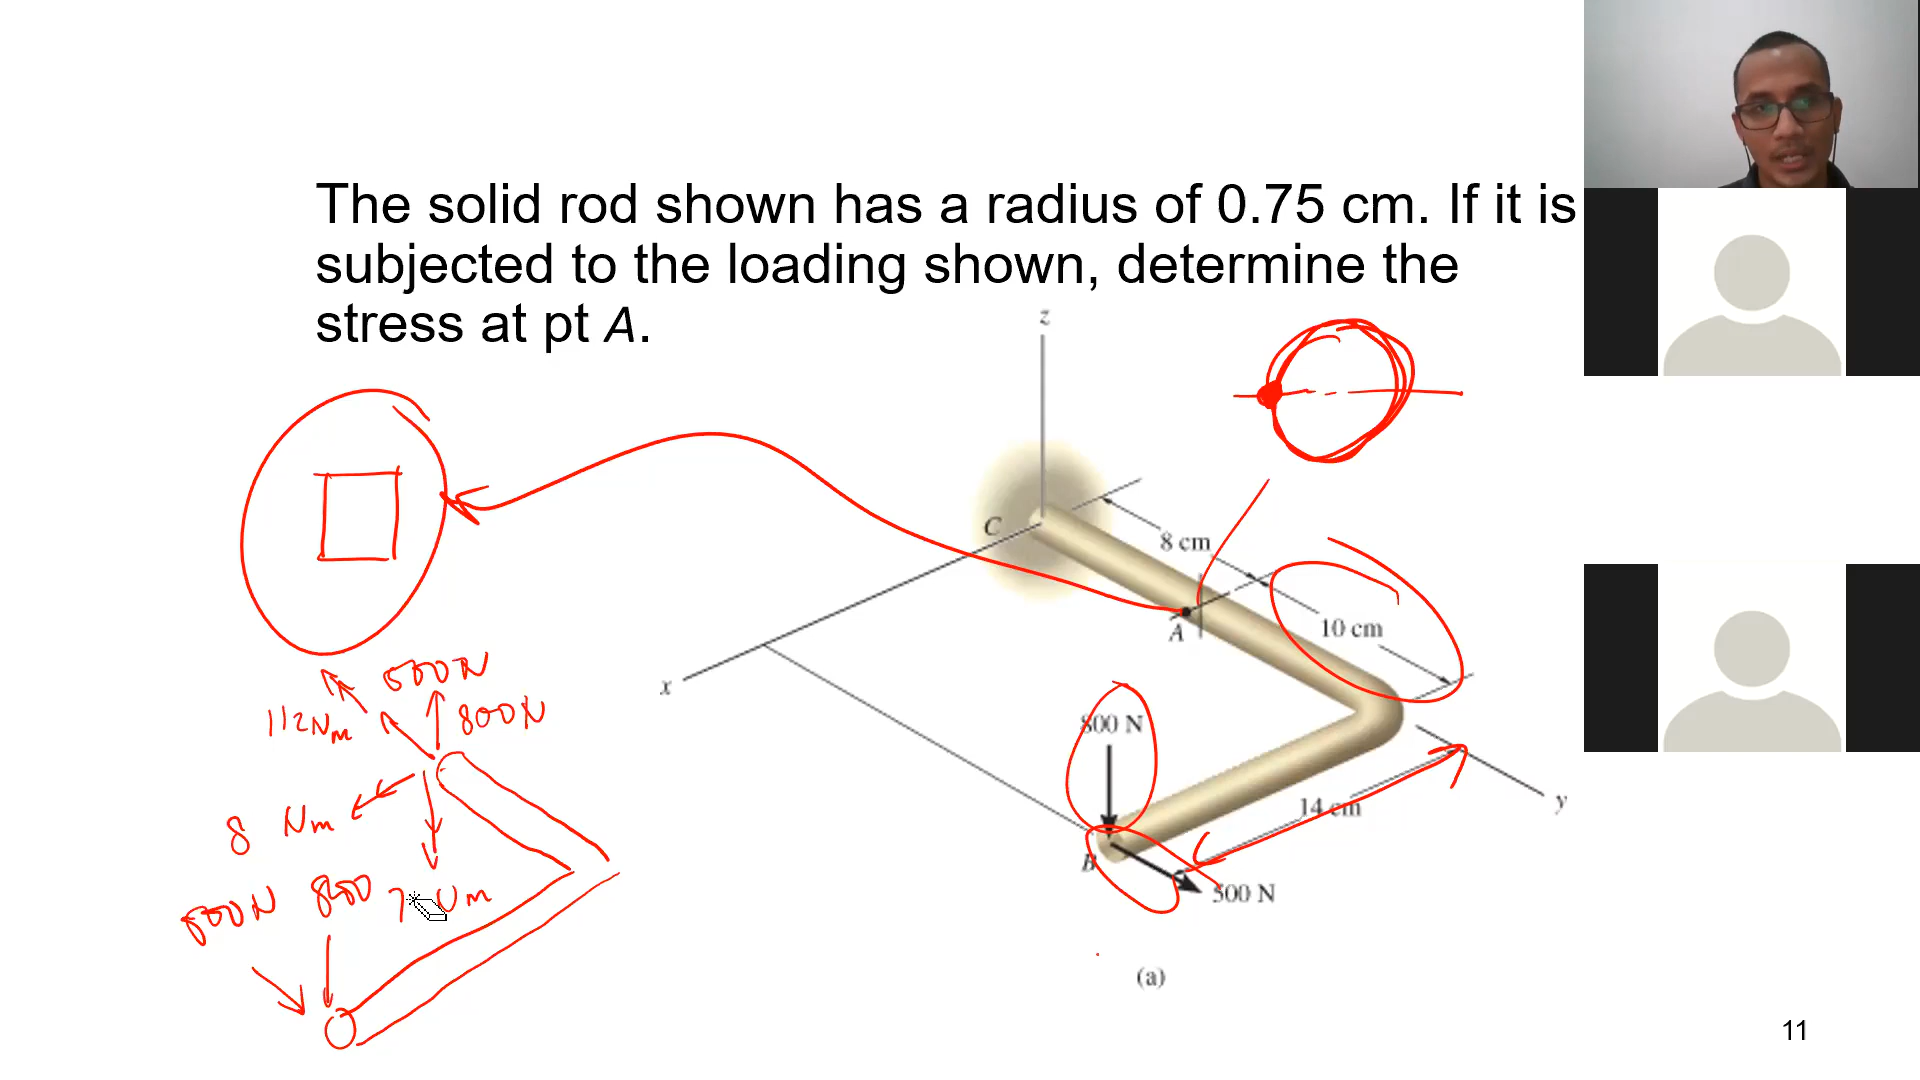 The solid rod shown has a radius of 0.75 cm. If it is
subjected to the loading shown, determine the
stress at pt A.
z
C
8 cm
A
10 cm
x
800 N
14 cm
y
B
500 N
(a)
500N
800N
112Nm
8 Nm
500N
800
Nm
11